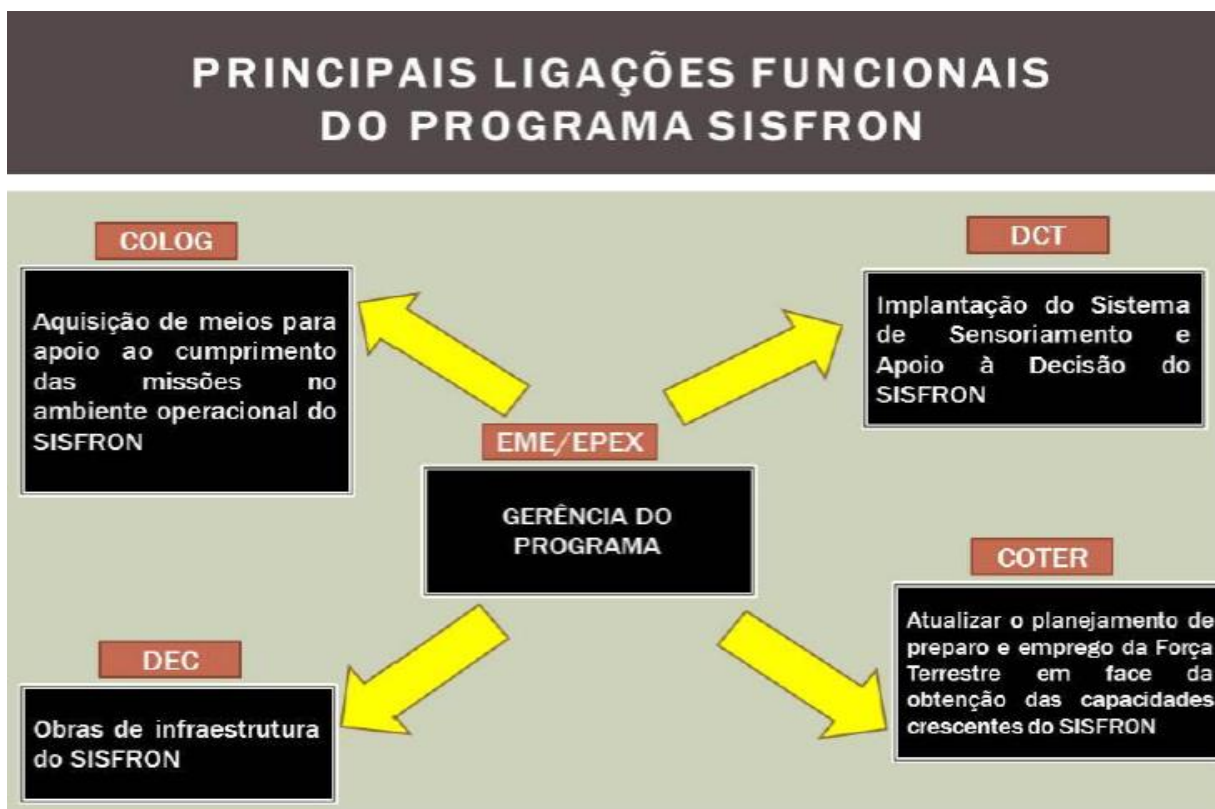 PRINCIPAIS LIGAÇÕES FUNCIONAIS
DO PROGRAMA SISFRON
COLOG
Aquisição de meios para
apoio ao cumprimento
das missões no
ambiente operacional do
SISFRON
DCT
Implantação do Sistema
de Sensoriamento e
Apoio à Decisão do
SISFRON
EME/EPEX
GERÊNCIA DO
PROGRAMA
DEC
Obras de infraestrutura
do SISFRON
COTER
Atualizar o planejamento de
preparo e emprego da Força
Terrestre em face da
obtenção das capacidades
crescentes do SISFRON